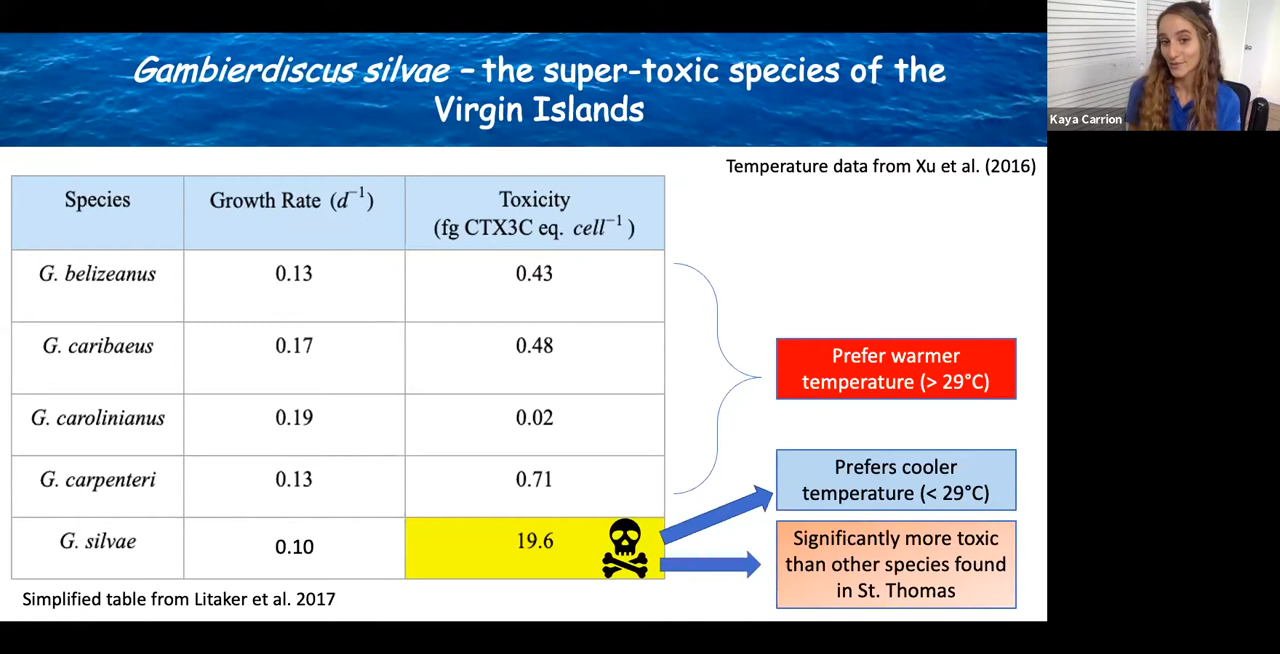 Gambierdiscus silvae – the super-toxic species of the
Virgin Islands
Kaya Carrion
Temperature data from Xu et al. (2016)
Species Growth Rate (d⁻¹) Toxicity
(fg CTX3C eq. cell⁻¹ )
G. belizeanus 0.13 0.43
G. caribaeus 0.17 0.48
G. carolinianus 0.19 0.02
G. carpenteri 0.13 0.71
G. silvae 0.10 19.6
Prefer warmer
temperature (> 29°C)
Prefers cooler
temperature (< 29°C)
Significantly more toxic
than other species found
in St. Thomas
Simplified table from Litaker et al. 2017